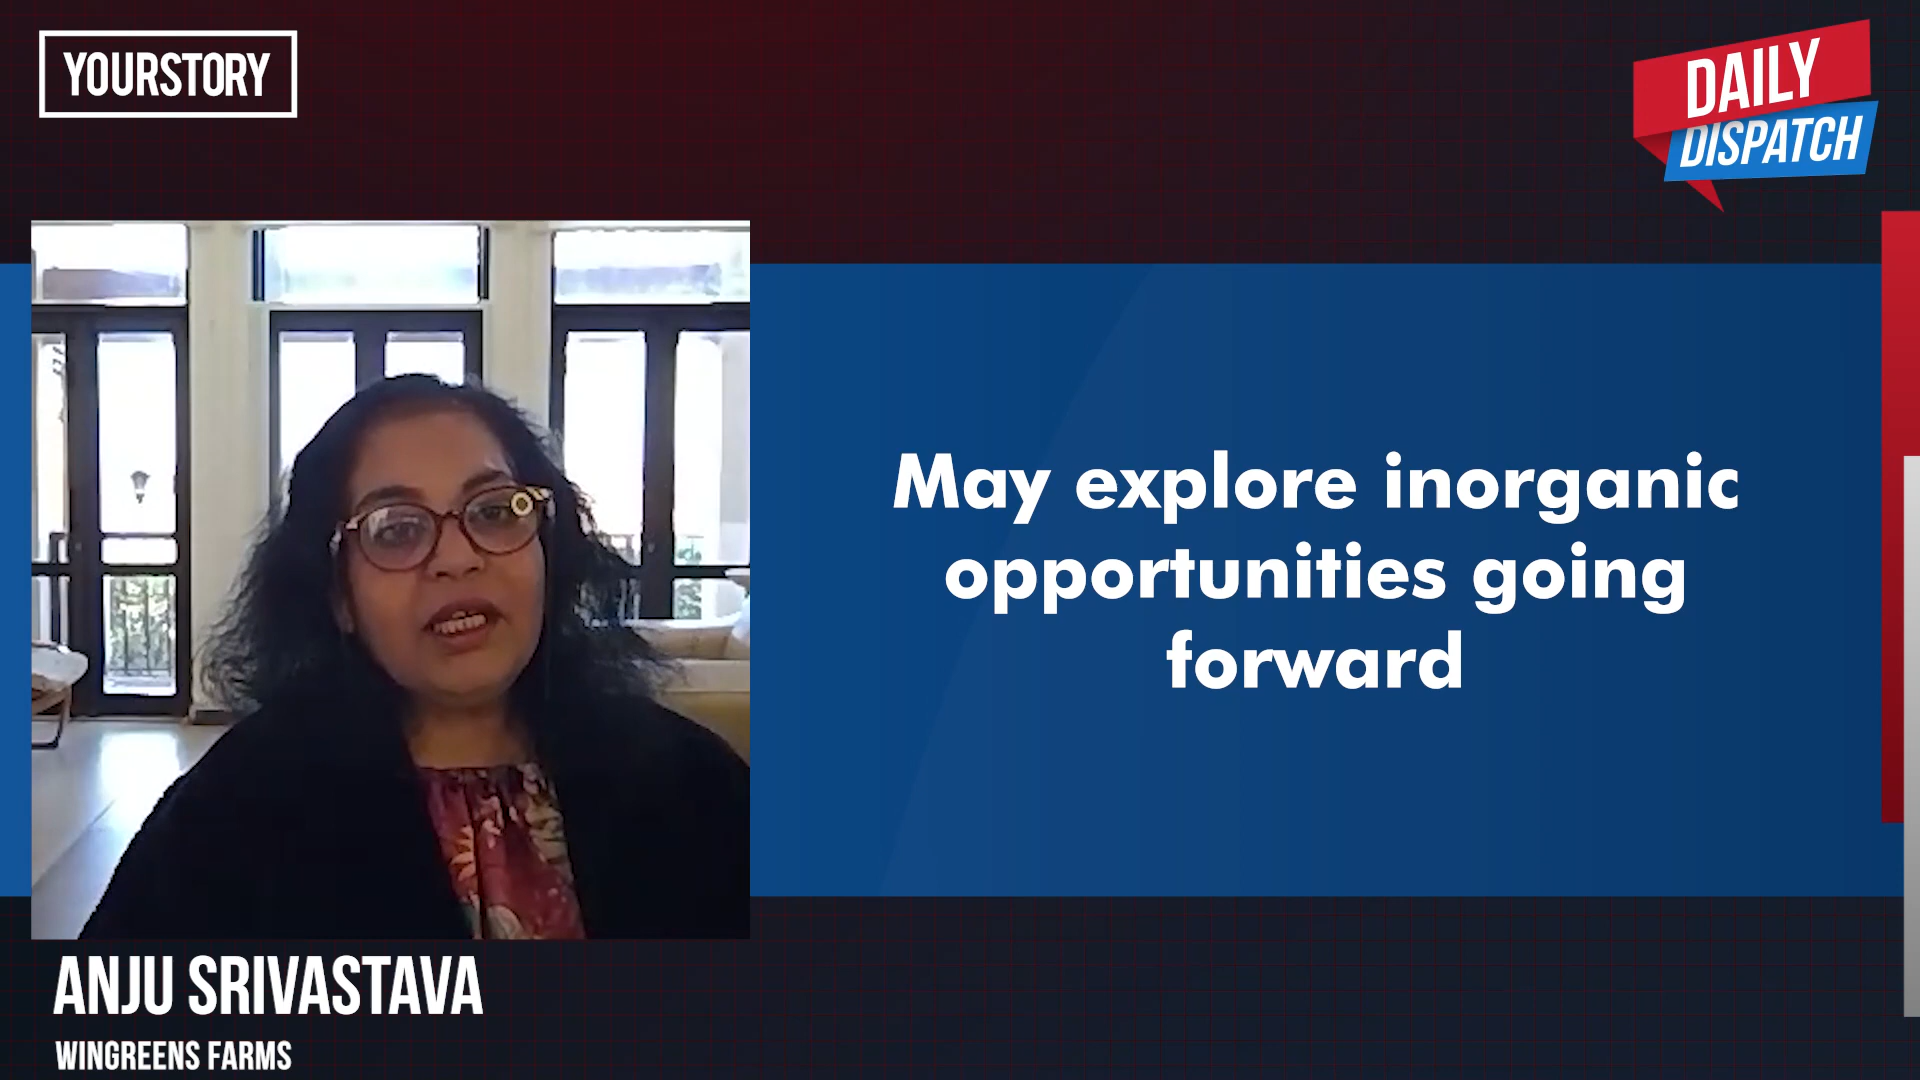 YOURSTORY
DAILY
DISPATCH
May explore inorganic
opportunities going
forward
ANJU SRIVASTAVA
WINGREENS FARMS